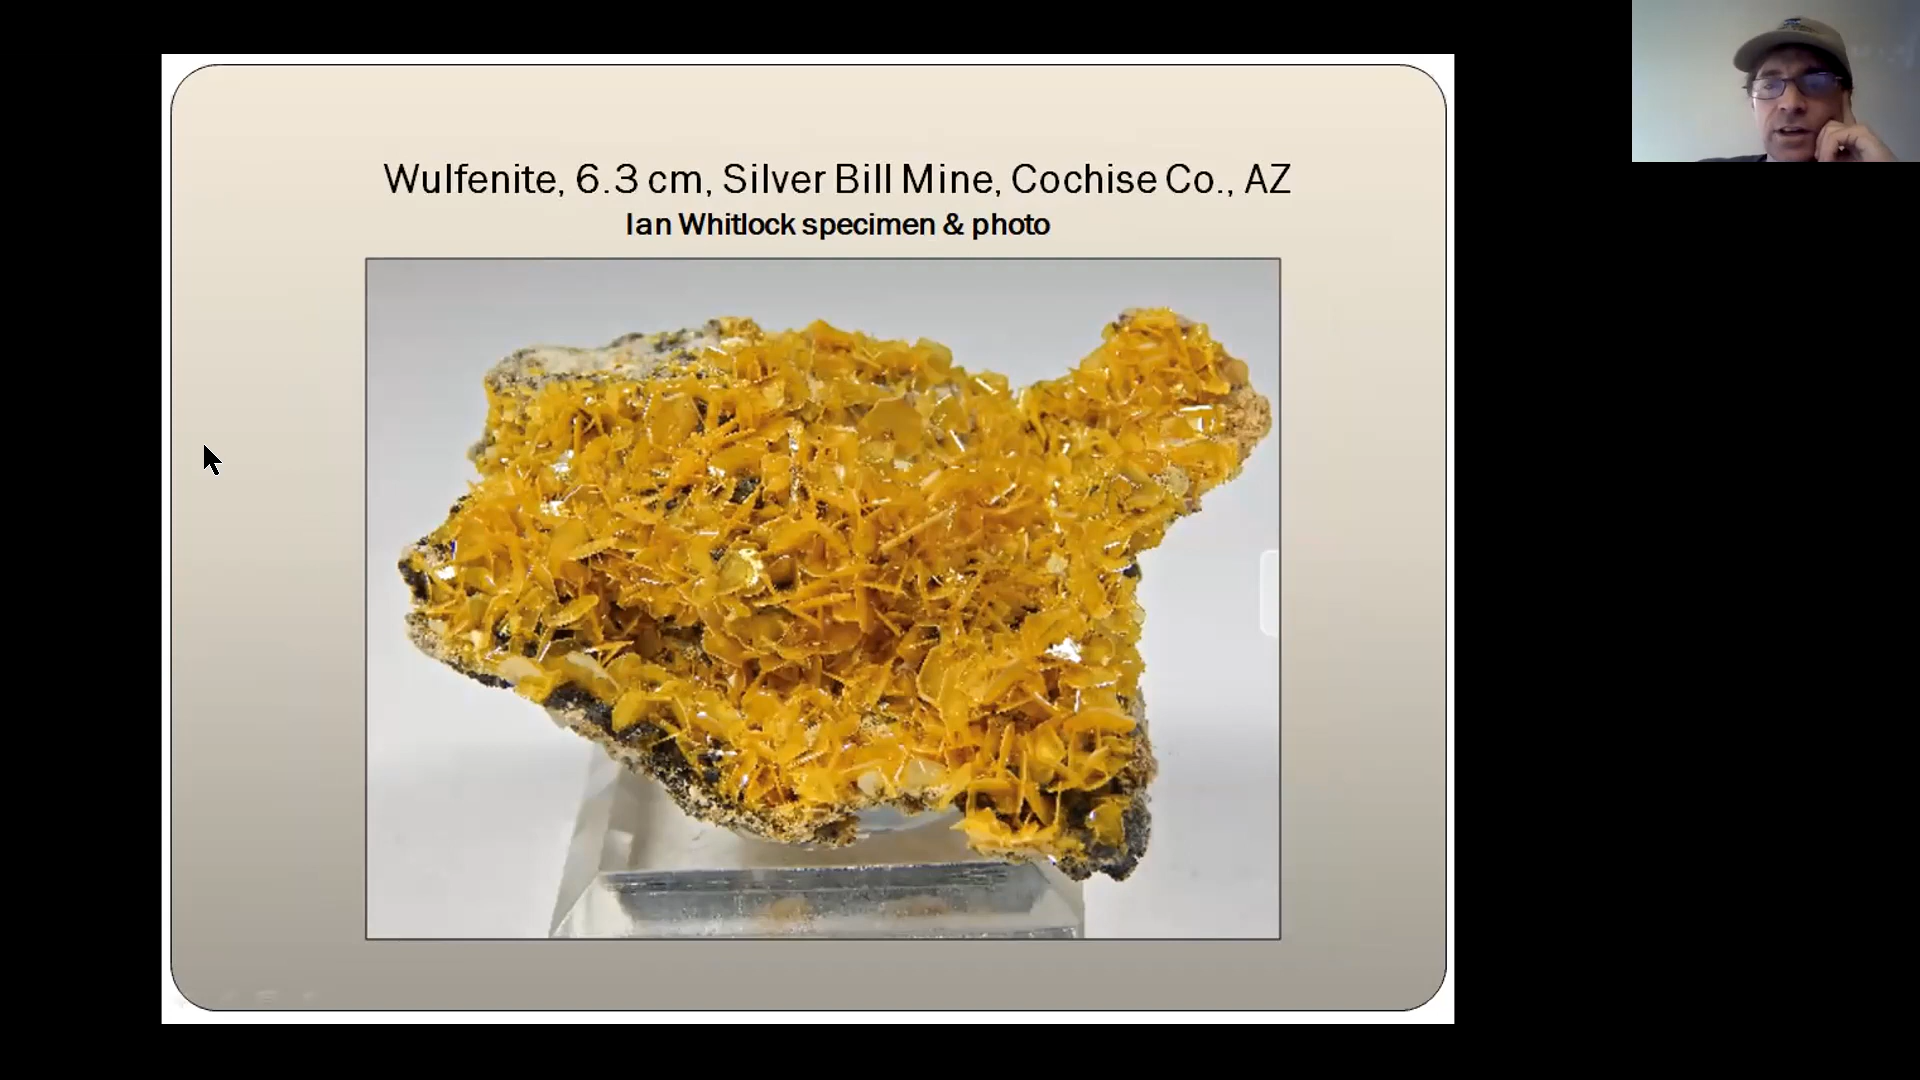 Wulfenite, 6.3 cm, Silver Bill Mine, Cochise Co., AZ
Ian Whitlock specimen & photo